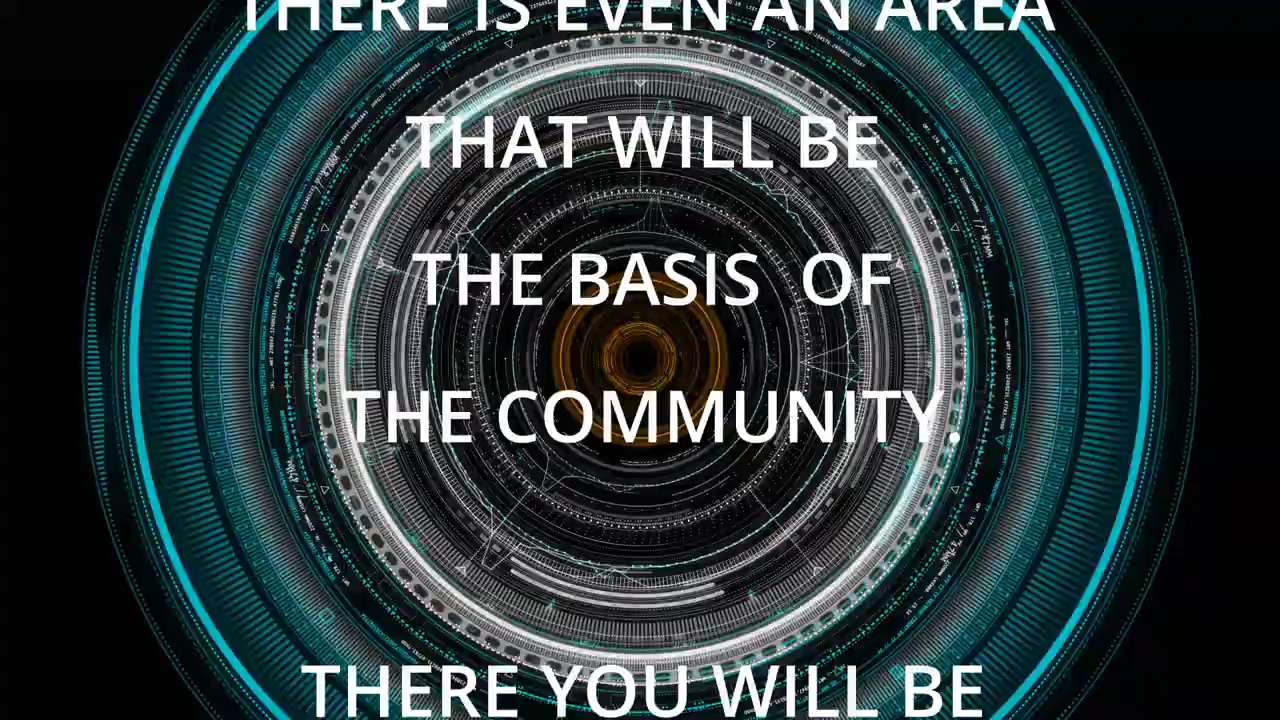 THERE IS EVEN AN AREA
THAT WILL BE
THE BASIS  OF
THE COMMUNITY.
THERE YOU WILL BE